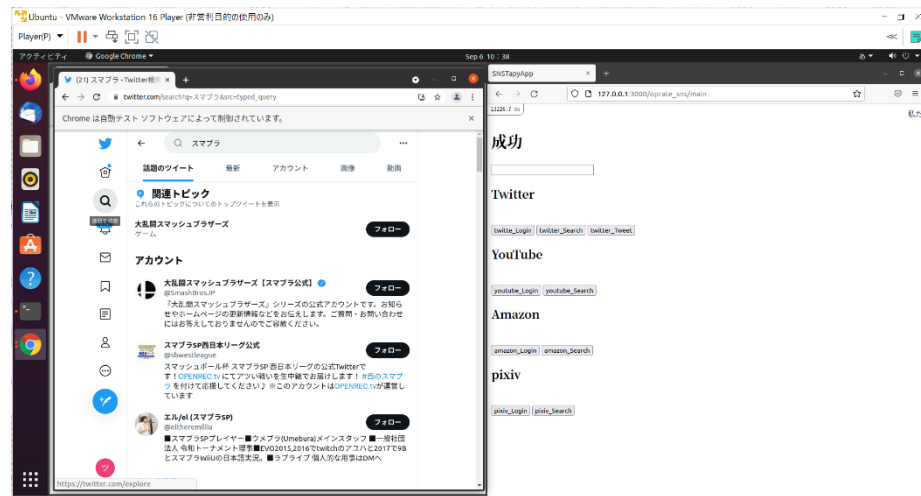 Ubuntu - VMware Workstation 16 Player (非営利目的の使用のみ)
Player(P)
アクティビティ
Google Chrome
Sep 6 10:38
あ
(21) スマブラ - Twitter検索
twitter.com/search?q=スマブラ&src=typed_query
Chrome は自動テスト ソフトウェアによって制御されています。
スマブラ
話題のツイート 最新 アカウント 画像 動画
関連トピック
これらのトピックについてのトップツイートを表示
大乱闘スマッシュブラザーズ
ゲーム
フォロー
アカウント
大乱闘スマッシュブラザーズ【スマブラ公式】
@SmashBrosJP
フォロー
『大乱闘スマッシュブラザーズ』シリーズの公式アカウントです。お知ら
せやホームページの更新情報などをお伝えします。ご質問・お問い合わせ
にはお答えしておりませんのでご容赦ください。
スマブラSP西日本リーグ公式
@sbwestleague
フォロー
スマッシュボール杯 スマブラSP 西日本リーグの公式Twitterで
す！OPENREC.tv にてアツい戦いを生中継でお届けします！ #西のスマブ
ラ を付けて応援してください♪ ※このアカウントはOPENREC.tvが運営し
ています
エル/el (スマブラSP)
@eltheremillia
フォロー
■スマブラSPプレイヤー■ウメブラ(Umebura)メインスタッフ ■一般社団
法人 令和トーナメント理事■EVO2015,2016でtwitchのアユハと2017で9B
とスマブラWiiUの日本語実況。■ラブライブ 個人的な用事はDMへ
ツ
https://twitter.com/explore
SNSTapyApp
127.0.0.1:3000/oprate_sns/main
13226.7 ms
私た
成功
Twitter
twitte_Login twitter_Search twitter_Tweet
YouTube
youtube_Login youtube_Search
Amazon
amazon_Login amazon_Search
pixiv
pixiv_Login pixiv_Search